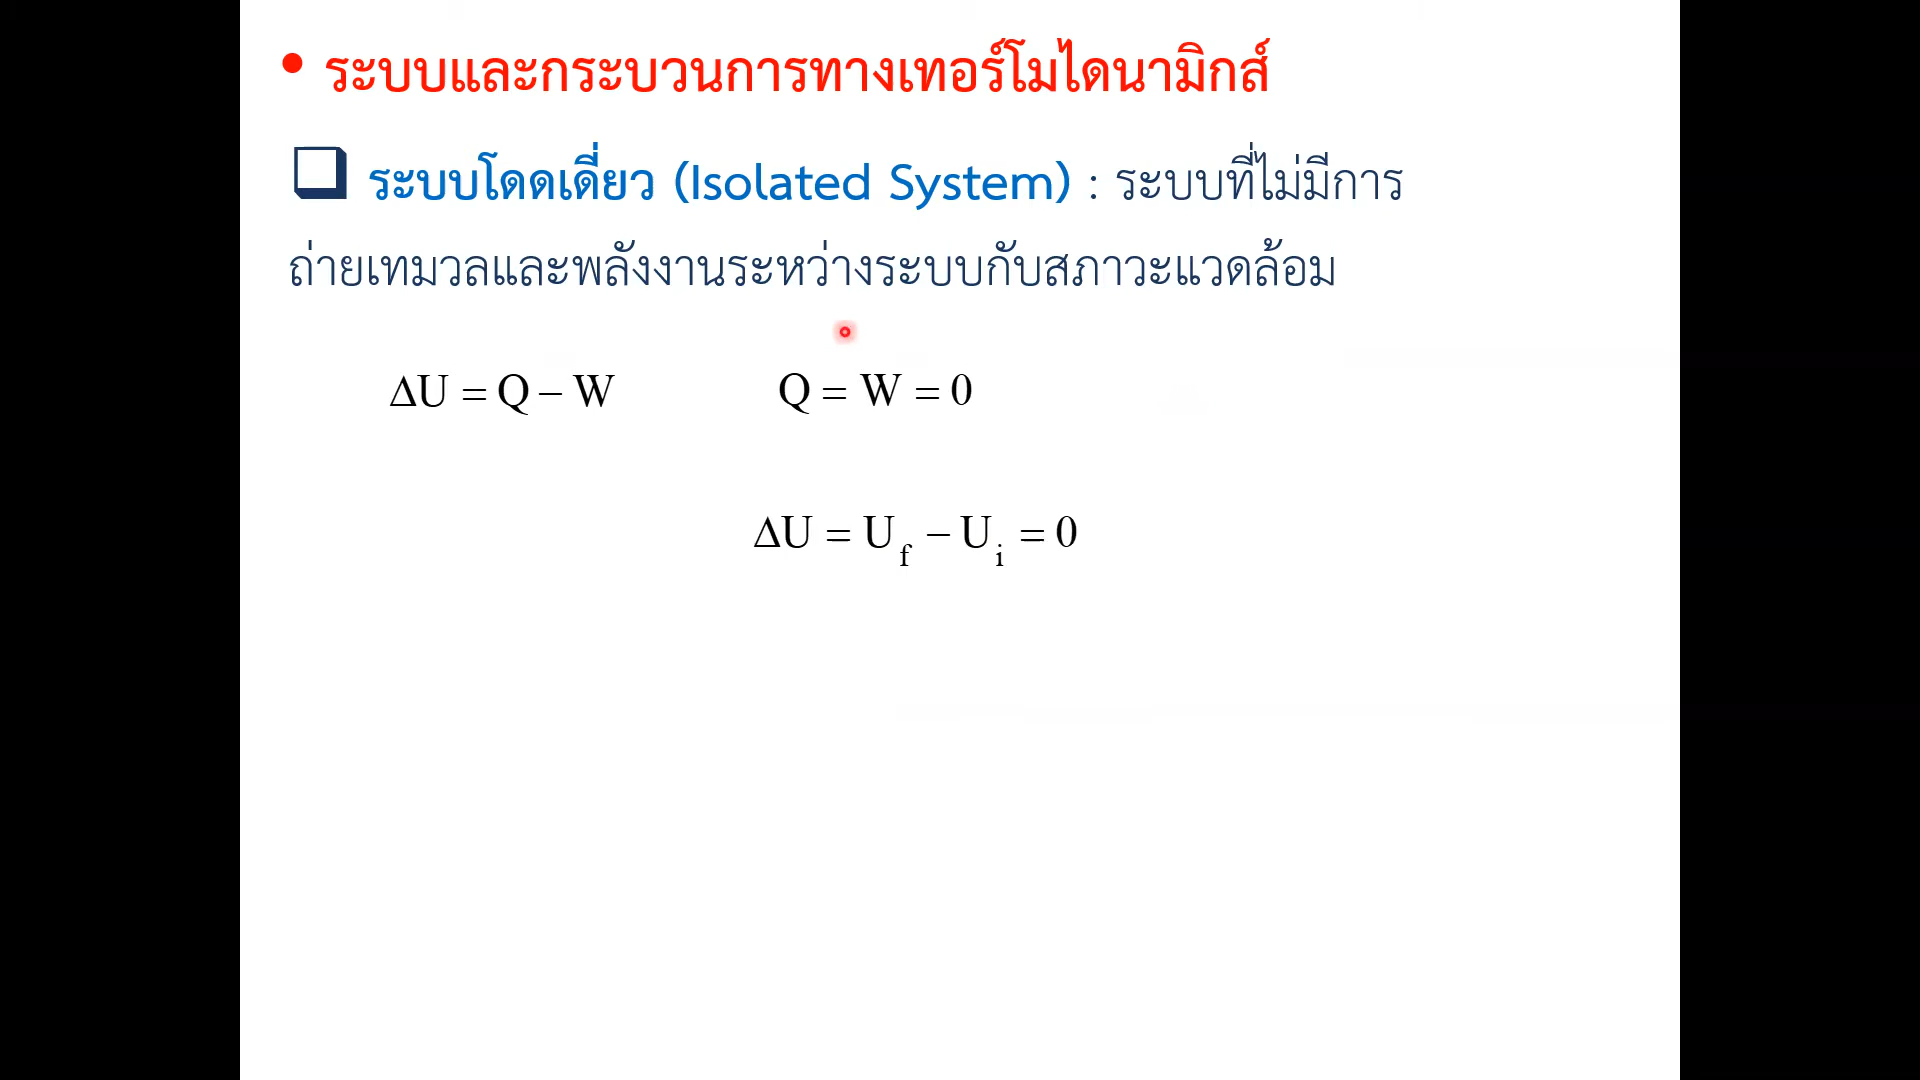 • ระบบและกระบวนการทางเทอร์โมไดนามิกส์
❑ ระบบโดดเดี่ยว (Isolated System) : ระบบที่ไม่มีการ
ถ่ายเทมวลและพลังงานระหว่างระบบกับสภาวะแวดล้อม
ΔU = Q − W Q = W = 0
ΔU = U_f − U_i = 0